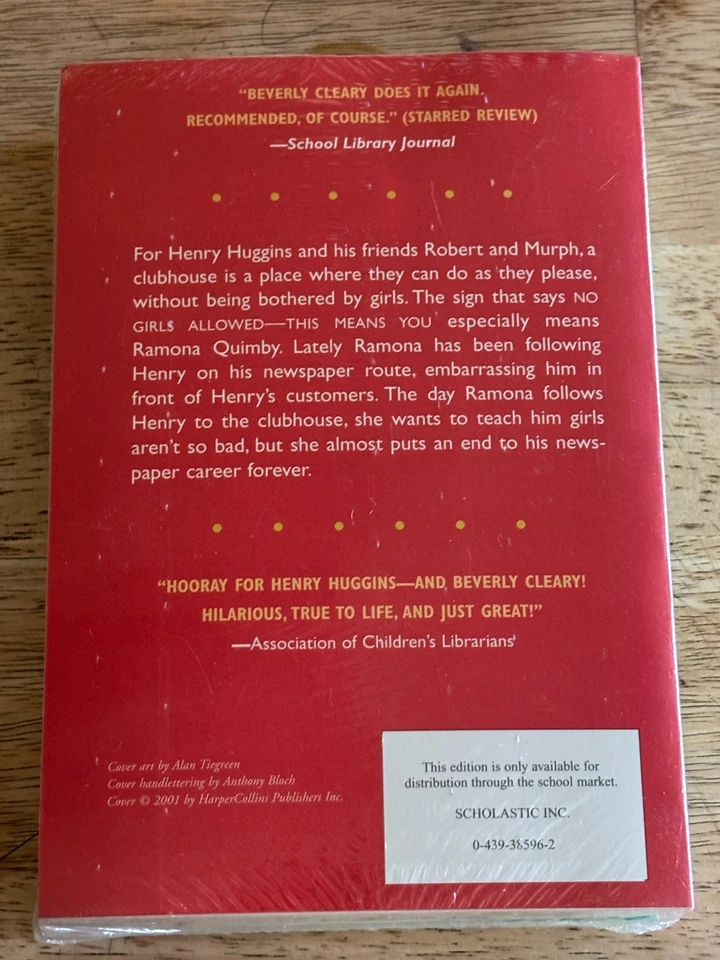 “BEVERLY CLEARY DOES IT AGAIN.
RECOMMENDED, OF COURSE.” (STARRED REVIEW)
—School Library Journal
For Henry Huggins and his friends Robert and Murph, a
clubhouse is a place where they can do as they please,
without being bothered by girls. The sign that says NO
GIRLS ALLOWED—THIS MEANS YOU especially means
Ramona Quimby. Lately Ramona has been following
Henry on his newspaper route, embarrassing him in
front of Henry’s customers. The day Ramona follows
Henry to the clubhouse, she wants to teach him girls
aren’t so bad, but she almost puts an end to his news-
paper career forever.
“HOORAY FOR HENRY HUGGINS—AND BEVERLY CLEARY!
HILARIOUS, TRUE TO LIFE, AND JUST GREAT!”
—Association of Children’s Librarians
Cover art by Alan Tiegreen
Cover handlettering by Anthony Bloch
Cover © 2001 by HarperCollins Publishers Inc.
This edition is only available for
distribution through the school market.
SCHOLASTIC INC.
0-439-38596-2